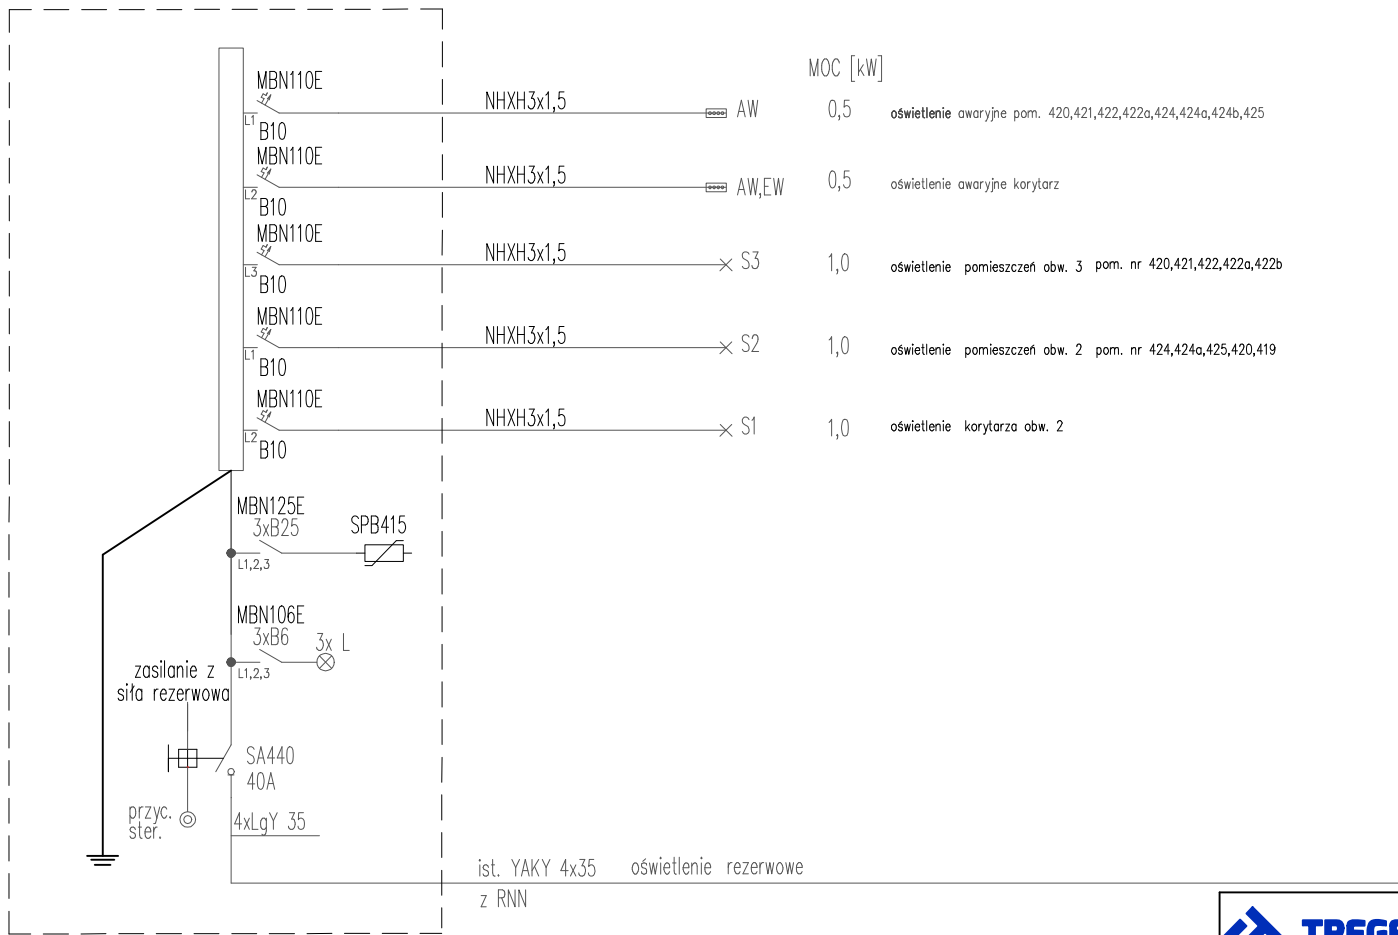 MOC [kW]
MBN110E
L1
B10
NHXH3x1,5
AW
0,5
oświetlenie awaryjne pom. 420,421,422,422a,424,424a,424b,425
MBN110E
L2
B10
NHXH3x1,5
AW,EW
0,5
oświetlenie awaryjne korytarz
MBN110E
L3
B10
NHXH3x1,5
S3
1,0
oświetlenie pomieszczeń obw. 3 pom. nr 420,421,422,422a,422b
MBN110E
L1
B10
NHXH3x1,5
S2
1,0
oświetlenie pomieszczeń obw. 2 pom. nr 424,424a,425,420,419
MBN110E
L2
B10
NHXH3x1,5
S1
1,0
oświetlenie korytarza obw. 2
MBN125E
3xB25
L1,2,3
SPB415
MBN106E
3xB6
L1,2,3
3x L
zasilanie z
siła rezerwowa
SA440
40A
przyc.
ster.
4xLgY 35
ist. YAKY 4x35 oświetlenie rezerwowe
z RNN